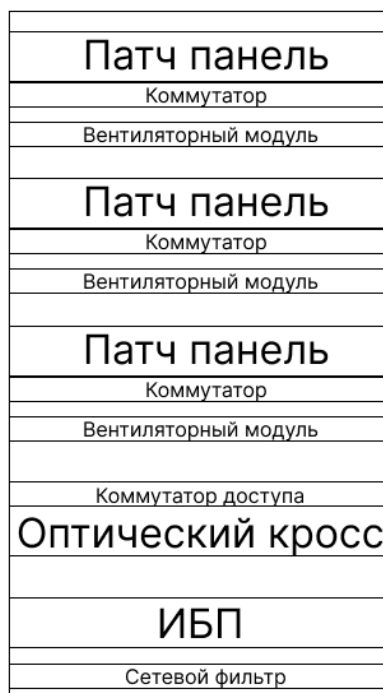 Патч панель
Коммутатор
Вентиляторный модуль
Патч панель
Коммутатор
Вентиляторный модуль
Патч панель
Коммутатор
Вентиляторный модуль
Коммутатор доступа
Оптический кросс
ИБП
Сетевой фильтр